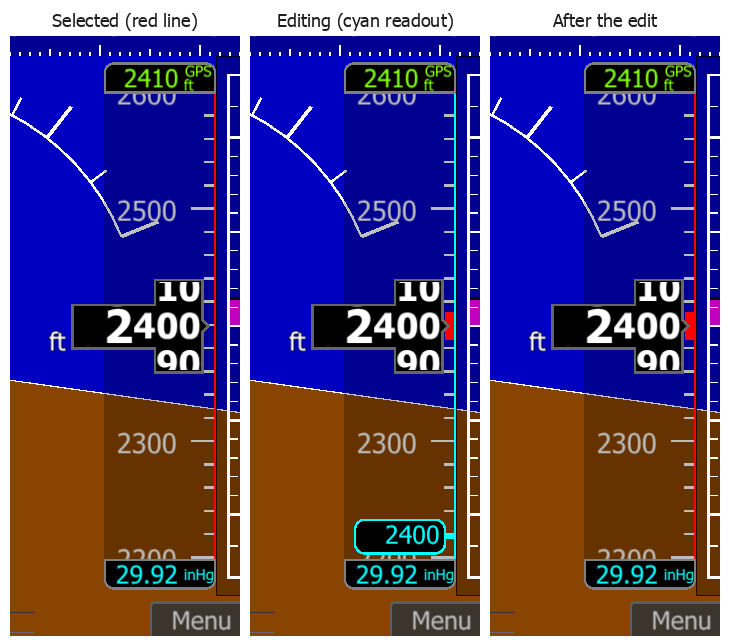 Selected (red line)
2410 GPS ft
2600
2500
10
2400
ft
90
2300
2200
29.92 inHg
Menu
Editing (cyan readout)
2410 GPS ft
2600
2500
10
2400
ft
90
2300
2400
2200
29.92 inHg
Menu
After the edit
2410 GPS ft
2600
2500
10
2400
ft
90
2300
2200
29.92 inHg
Menu